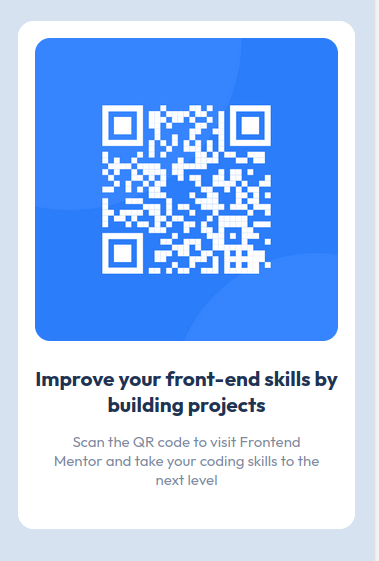 Improve your front-end skills by
building projects
Scan the QR code to visit Frontend
Mentor and take your coding skills to the
next level